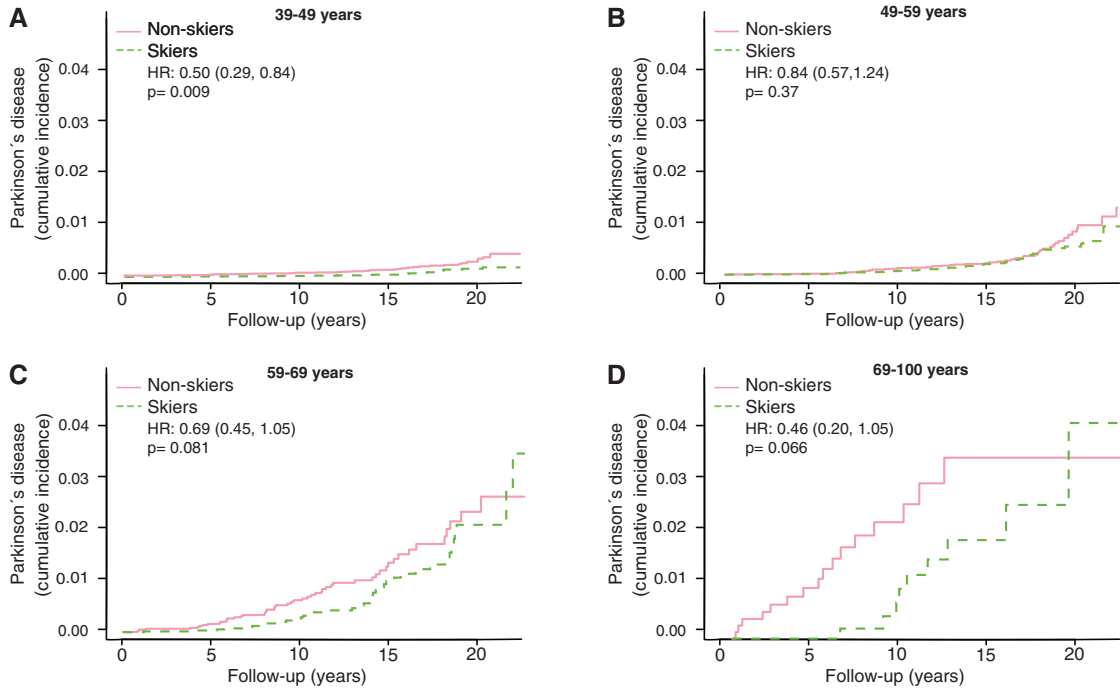 A
39-49 years
Non-skiers
Skiers
HR: 0.50 (0.29, 0.84)
p= 0.009
Parkinson´s disease
(cumulative incidence)
0.04
0.03
0.02
0.01
0.00
0 5 10 15 20
Follow-up (years)
B
49-59 years
Non-skiers
Skiers
HR: 0.84 (0.57,1.24)
p= 0.37
Parkinson´s disease
(cumulative incidence)
0.04
0.03
0.02
0.01
0.00
0 5 10 15 20
Follow-up (years)
C
59-69 years
Non-skiers
Skiers
HR: 0.69 (0.45, 1.05)
p= 0.081
Parkinson´s disease
(cumulative incidence)
0.04
0.03
0.02
0.01
0.00
0 5 10 15 20
Follow-up (years)
D
69-100 years
Non-skiers
Skiers
HR: 0.46 (0.20, 1.05)
p= 0.066
Parkinson´s disease
(cumulative incidence)
0.04
0.03
0.02
0.01
0.00
0 5 10 15 20
Follow-up (years)